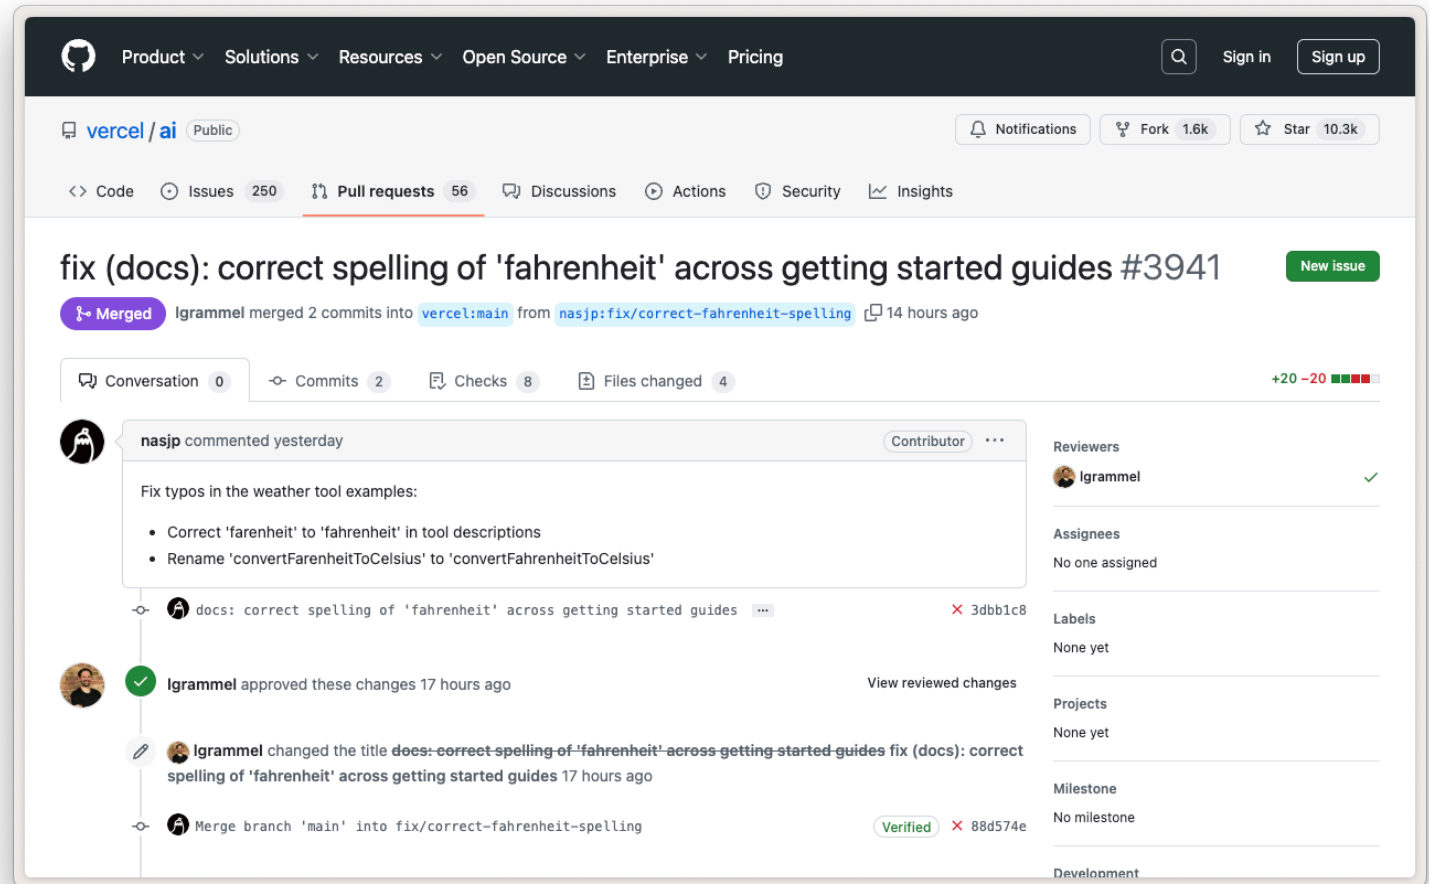 Product Solutions Resources Open Source Enterprise Pricing Sign in Sign up
vercel / ai Public Notifications Fork 1.6k Star 10.3k
Code Issues 250 Pull requests 56 Discussions Actions Security Insights
fix (docs): correct spelling of 'fahrenheit' across getting started guides #3941 New issue
Merged lgrammel merged 2 commits into vercel:main from nasjp:fix/correct-fahrenheit-spelling 14 hours ago
Conversation 0 Commits 2 Checks 8 Files changed 4 +20 −20
nasjp commented yesterday Contributor ···
Fix typos in the weather tool examples:
• Correct 'farenheit' to 'fahrenheit' in tool descriptions
• Rename 'convertFarenheitToCelsius' to 'convertFahrenheitToCelsius'
docs: correct spelling of 'fahrenheit' across getting started guides ... 3dbb1c8
lgrammel approved these changes 17 hours ago View reviewed changes
lgrammel changed the title docs: correct spelling of 'fahrenheit' across getting started guides fix (docs): correct
spelling of 'fahrenheit' across getting started guides 17 hours ago
Merge branch 'main' into fix/correct-fahrenheit-spelling Verified 88d574e
Reviewers
lgrammel
Assignees
No one assigned
Labels
None yet
Projects
None yet
Milestone
No milestone
Development